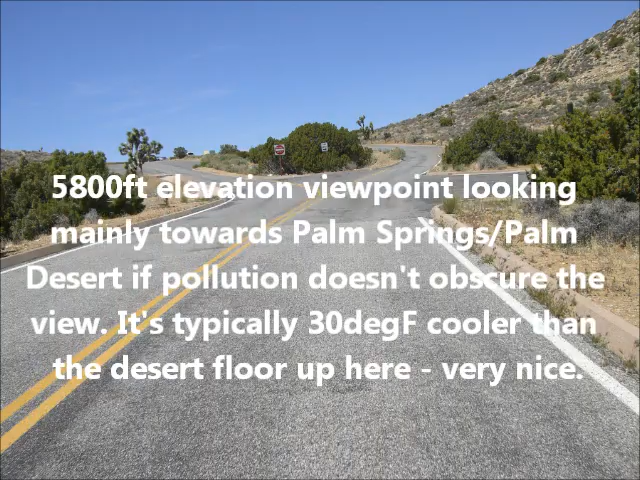 5800ft elevation viewpoint looking
mainly towards Palm Springs/Palm
Desert if pollution doesn't obscure the
view. It's typically 30degF cooler than
the desert floor up here - very nice.